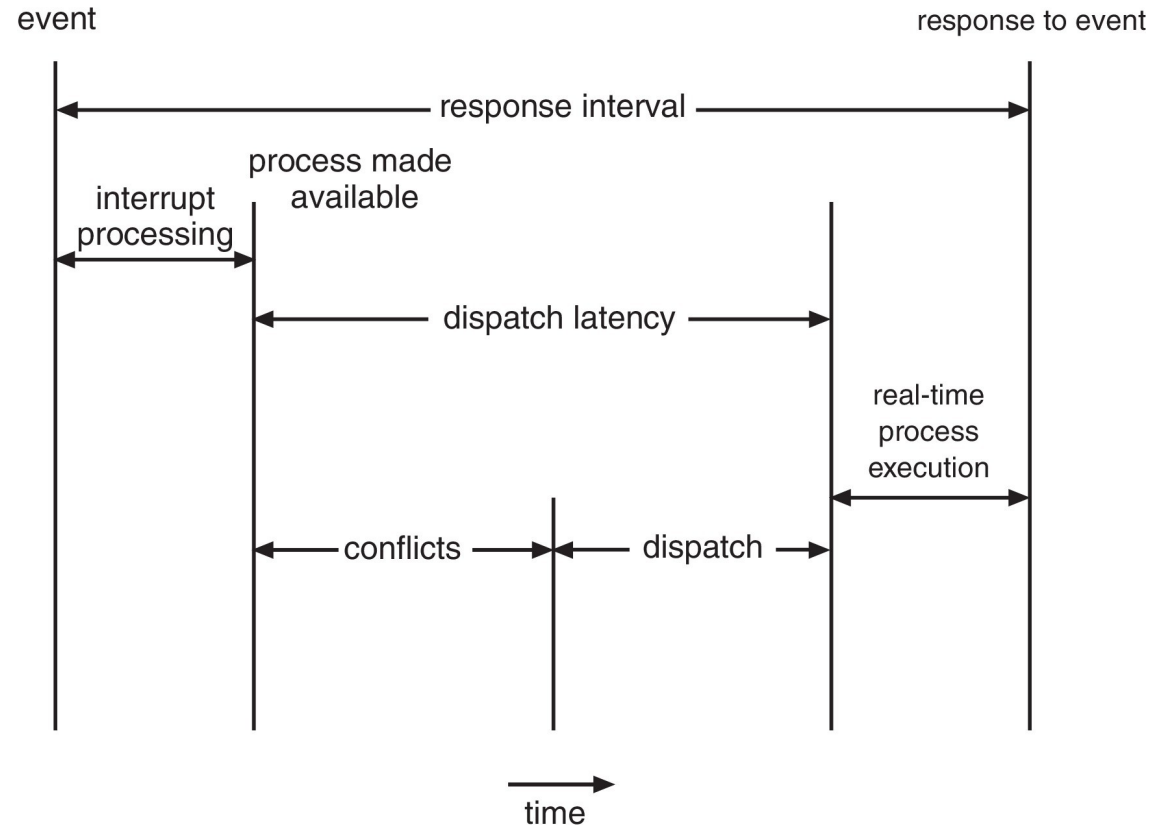 event
response to event
response interval
process made
available
interrupt
processing
dispatch latency
real-time
process
execution
conflicts
dispatch
time